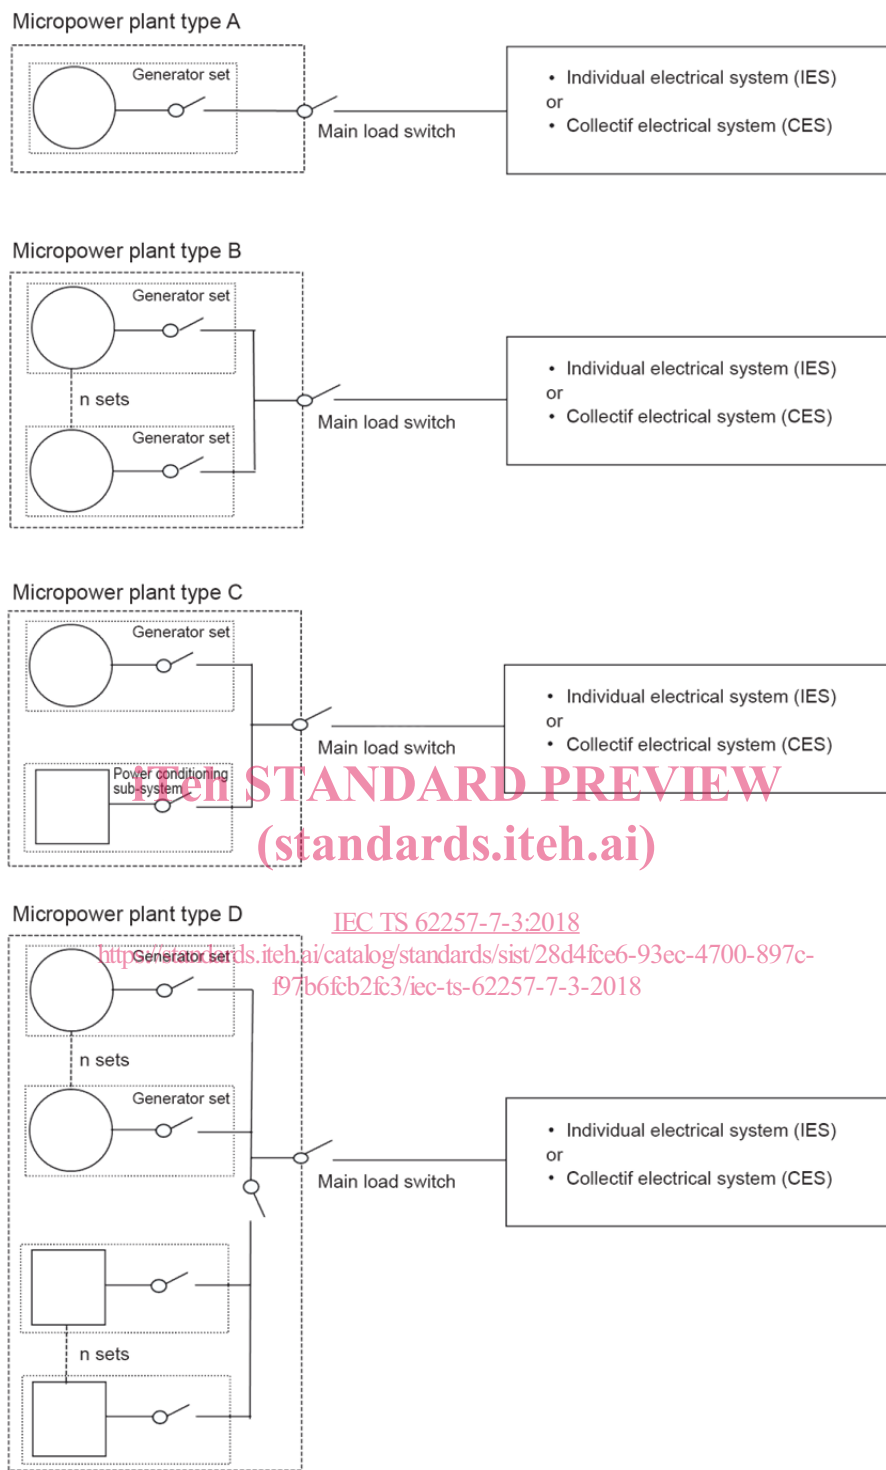 Micropower plant type A
Generator set
Main load switch
• Individual electrical system (IES)
or
• Collectif electrical system (CES)
Micropower plant type B
Generator set
n sets
Generator set
Main load switch
• Individual electrical system (IES)
or
• Collectif electrical system (CES)
Micropower plant type C
Generator set
Main load switch
• Individual electrical system (IES)
or
• Collectif electrical system (CES)
Power conditioning
sub-system
iTeh STANDARD PREVIEW
(standards.iteh.ai)
Micropower plant type D
IEC TS 62257-7-3:2018
https://standards.iteh.ai/catalog/standards/sist/28d4fce6-93ec-4700-897c-
f97b6fcb2fc3/iec-ts-62257-7-3-2018
Generator set
n sets
Generator set
Main load switch
• Individual electrical system (IES)
or
• Collectif electrical system (CES)
n sets